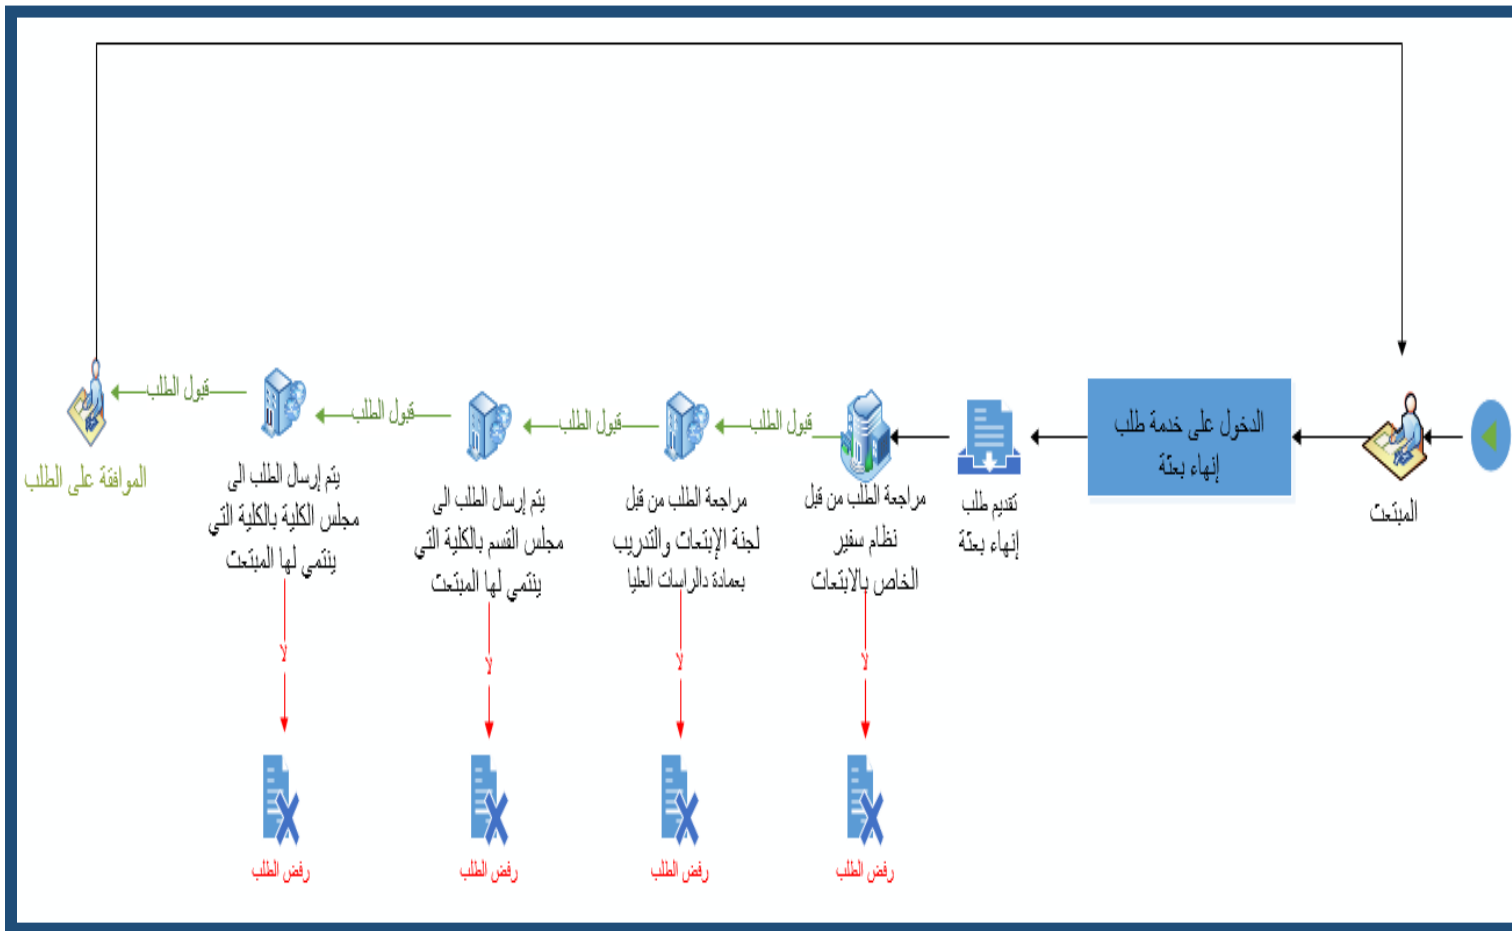 المبتعث
الدخول على خدمة طلب
إنهاء بعثة
تقديم طلب
إنهاء بعثة
مراجعة الطلب من قبل
نظام سفير
الخاص بالابتعاث
قبول الطلب
مراجعة الطلب من قبل
لجنة الإبتعاث والتدريب
بعمادة دالراسات العليا
قبول الطلب
يتم إرسال الطلب الى
مجلس القسم بالكلية التي
ينتمي لها المبتعث
قبول الطلب
يتم إرسال الطلب الى
مجلس الكلية بالكلية التي
ينتمي لها المبتعث
قبول الطلب
الموافقة على الطلب
لا
لا
لا
لا
رفض الطلب
رفض الطلب
رفض الطلب
رفض الطلب